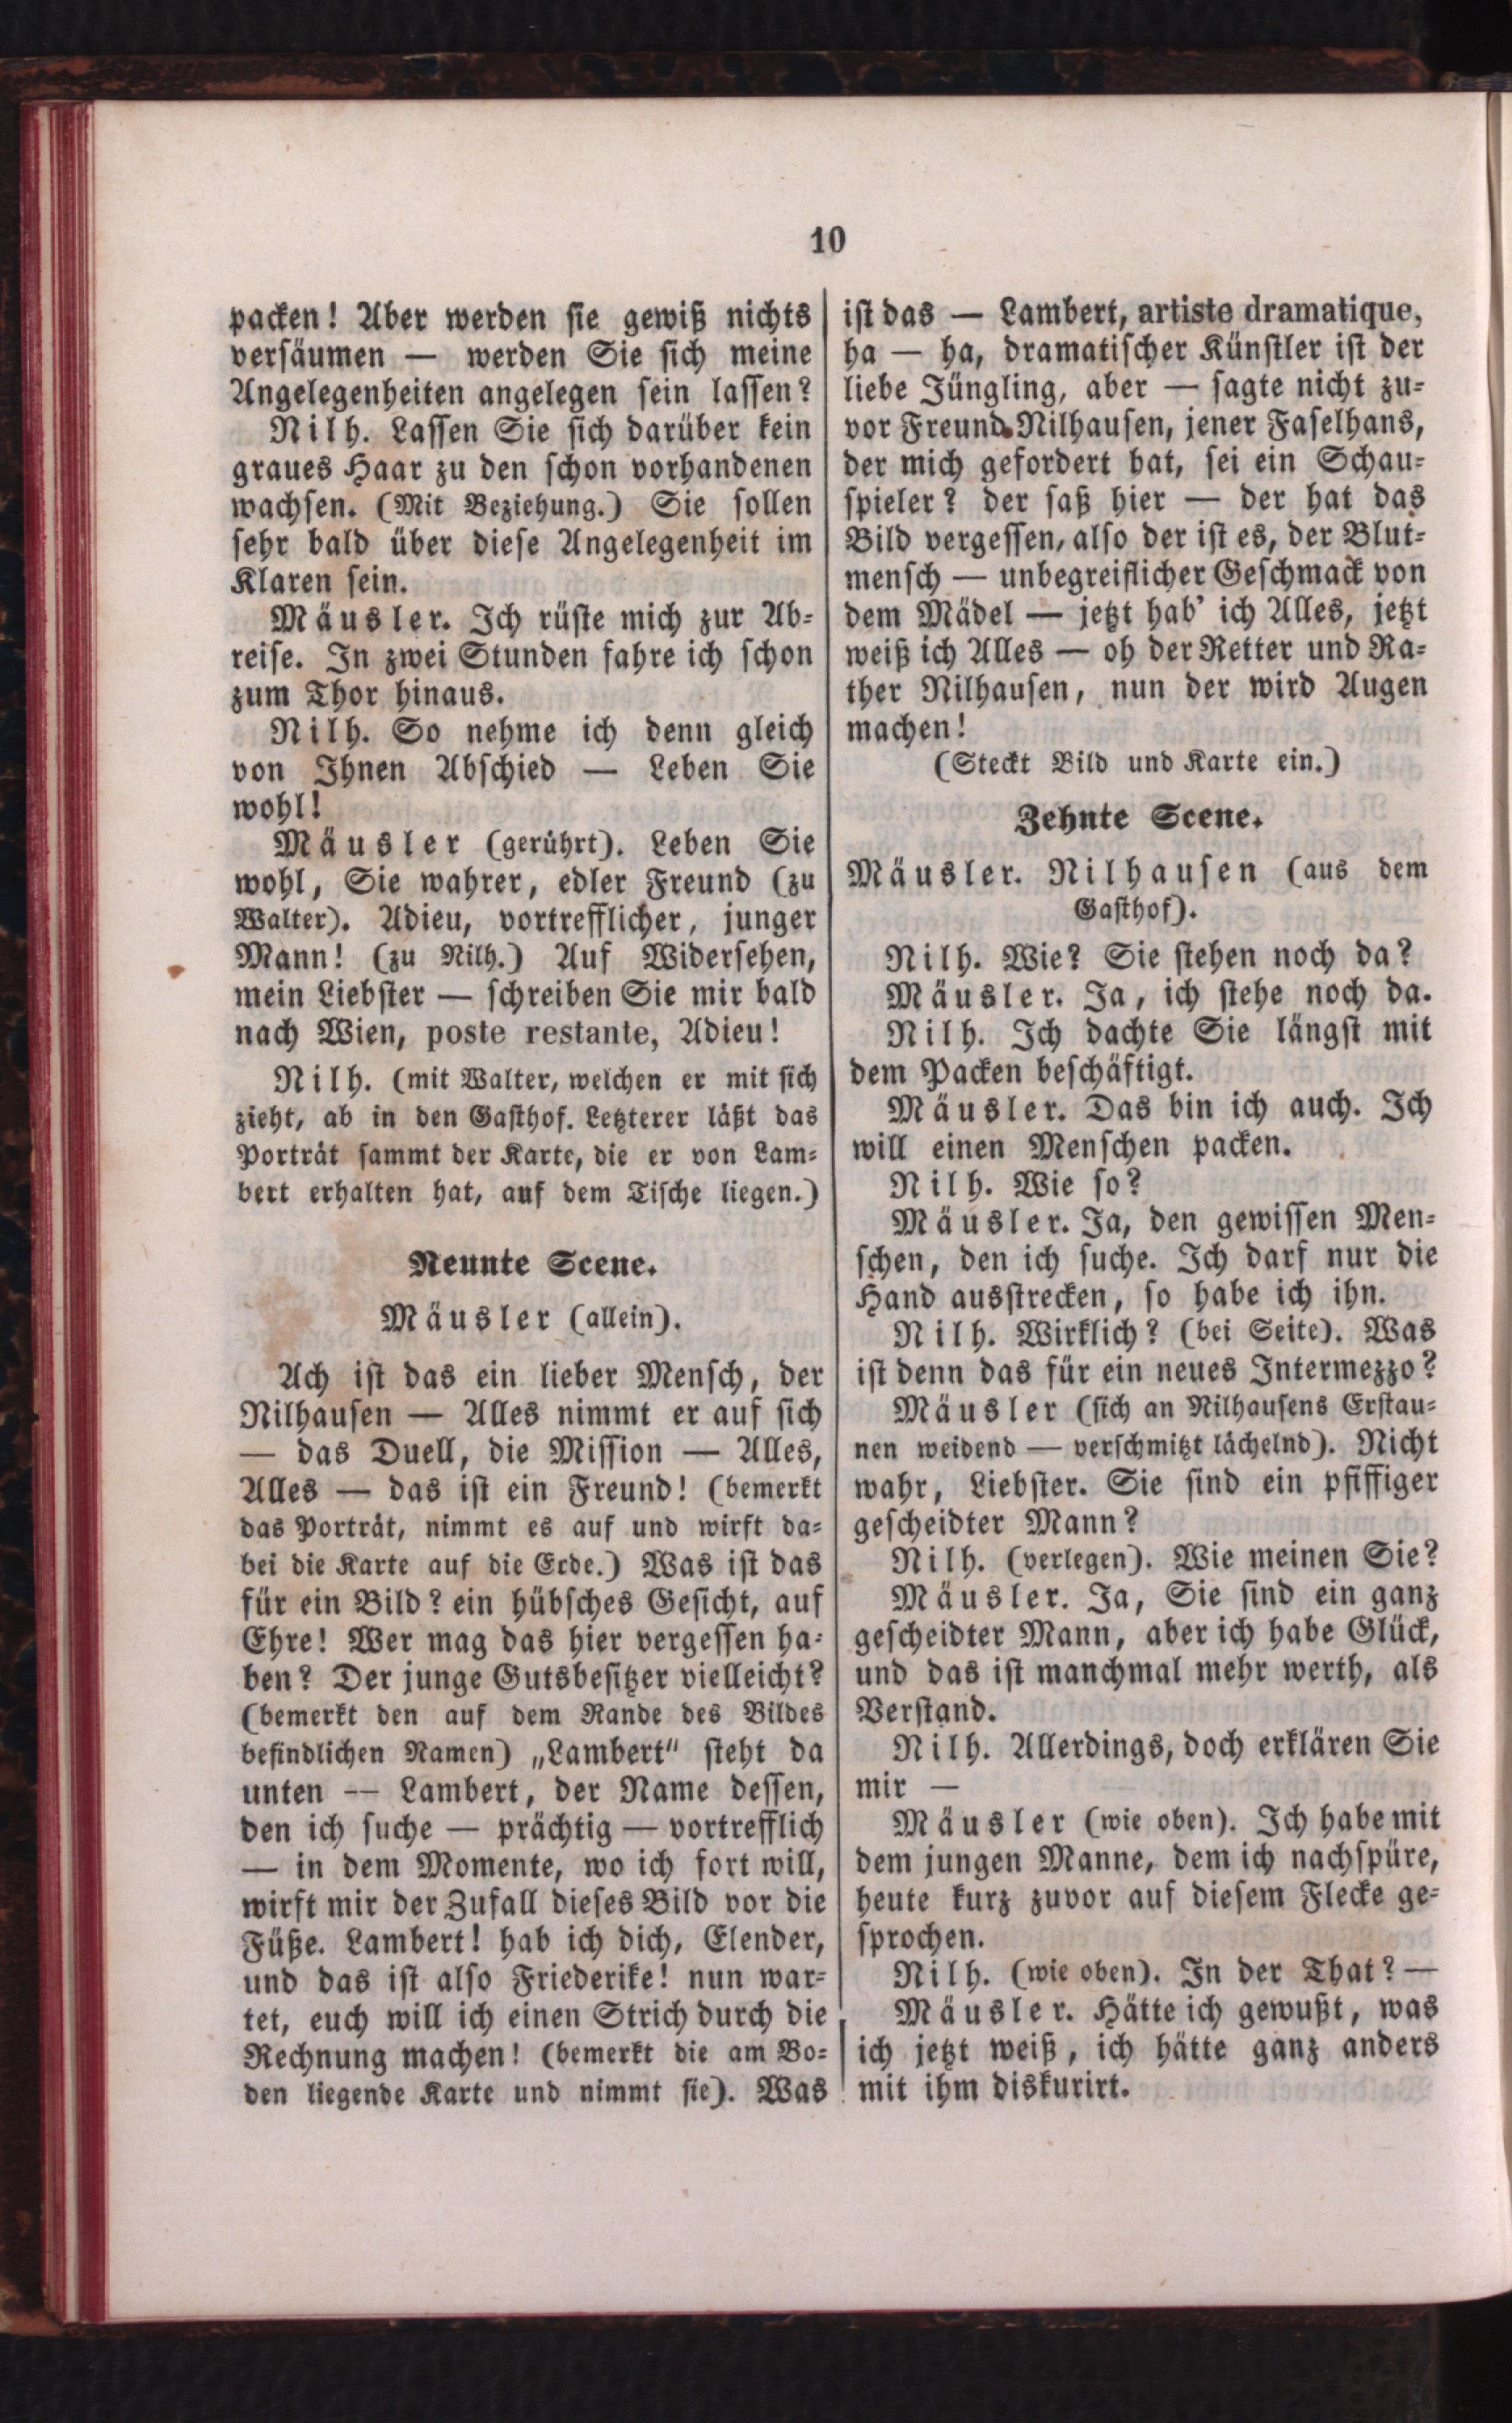 10
packen! Aber werden sie gewiß nichts
versäumen — werden Sie sich meine
Angelegenheiten angelegen sein lassen?
Nilh. Lassen Sie sich darüber kein
graues Haar zu den schon vorhandenen
wachsen. (Mit Beziehung.) Sie sollen
sehr bald über diese Angelegenheit im
Klaren sein.
Mäusler. Ich rüste mich zur Ab-
reise. In zwei Stunden fahre ich schon
zum Thor hinaus.
Nilh. So nehme ich denn gleich
von Ihnen Abschied — Leben Sie
wohl!
Mäusler (gerührt). Leben Sie
wohl, Sie wahrer, edler Freund (zu
Walter). Adieu, vortrefflicher, junger
Mann! (zu Nilh.) Auf Widersehen,
mein Liebster — schreiben Sie mir bald
nach Wien, poste restante, Adieu!
Nilh. (mit Walter, welchen er mit sich
zieht, ab in den Gasthof. Letzterer läßt das
Porträt sammt der Karte, die er von Lam-
bert erhalten hat, auf dem Tische liegen.)
Neunte Scene.
Mäusler (allein).
Ach ist das ein lieber Mensch, der
Nilhausen — Alles nimmt er auf sich
— das Duell, die Mission — Alles,
Alles — das ist ein Freund! (bemerkt
das Porträt, nimmt es auf und wirft da-
bei die Karte auf die Erde.) Was ist das
für ein Bild? ein hübsches Gesicht, auf
Ehre! Wer mag das hier vergessen ha-
ben? Der junge Gutsbesitzer vielleicht?
(bemerkt den auf dem Rande des Bildes
befindlichen Namen) „Lambert" steht da
unten — Lambert, der Name dessen,
den ich suche — prächtig — vortrefflich
— in dem Momente, wo ich fort will,
wirft mir der Zufall dieses Bild vor die
Füße. Lambert! hab ich dich, Elender,
und das ist also Friederike! nun war-
tet, euch will ich einen Strich durch die
Rechnung machen! (bemerkt die am Bo-
den liegende Karte und nimmt sie). Was
ist das — Lambert, artiste dramatique,
ha — ha, dramatischer Künstler ist der
liebe Jüngling, aber — sagte nicht zu-
vor Freund Nilhausen, jener Faselhans,
der mich gefordert hat, sei ein Schau-
spieler? der saß hier — der hat das
Bild vergessen, also der ist es, der Blut-
mensch — unbegreiflicher Geschmack von
dem Mädel — jetzt hab' ich Alles, jetzt
weiß ich Alles — oh der Retter und Ra-
ther Nilhausen, nun der wird Augen
machen!
(Steckt Bild und Karte ein.)
Zehnte Scene.
Mäusler. Nilhausen (aus dem
Gasthof).
Nilh. Wie? Sie stehen noch da?
Mäusler. Ja, ich stehe noch da.
Nilh. Ich dachte Sie längst mit
dem Packen beschäftigt.
Mäusler. Das bin ich auch. Ich
will einen Menschen packen.
Nilh. Wie so?
Mäusler. Ja, den gewissen Men-
schen, den ich suche. Ich darf nur die
Hand ausstrecken, so habe ich ihn.
Nilh. Wirklich? (bei Seite). Was
ist denn das für ein neues Intermezzo?
Mäusler (sich an Nilhausens Erstau-
nen weidend — verschmitzt lächelnd). Nicht
wahr, Liebster. Sie sind ein pfiffiger
gescheidter Mann?
Nilh. (verlegen). Wie meinen Sie?
Mäusler. Ja, Sie sind ein ganz
gescheidter Mann, aber ich habe Glück,
und das ist manchmal mehr werth, als
Verstand.
Nilh. Allerdings, doch erklären Sie
mir —
Mäusler (wie oben). Ich habe mit
dem jungen Manne, dem ich nachspüre,
heute kurz zuvor auf diesem Flecke ge-
sprochen.
Nilh. (wie oben). In der That? —
Mäusler. Hätte ich gewußt, was
ich jetzt weiß, ich hätte ganz anders
mit ihm diskurirt.